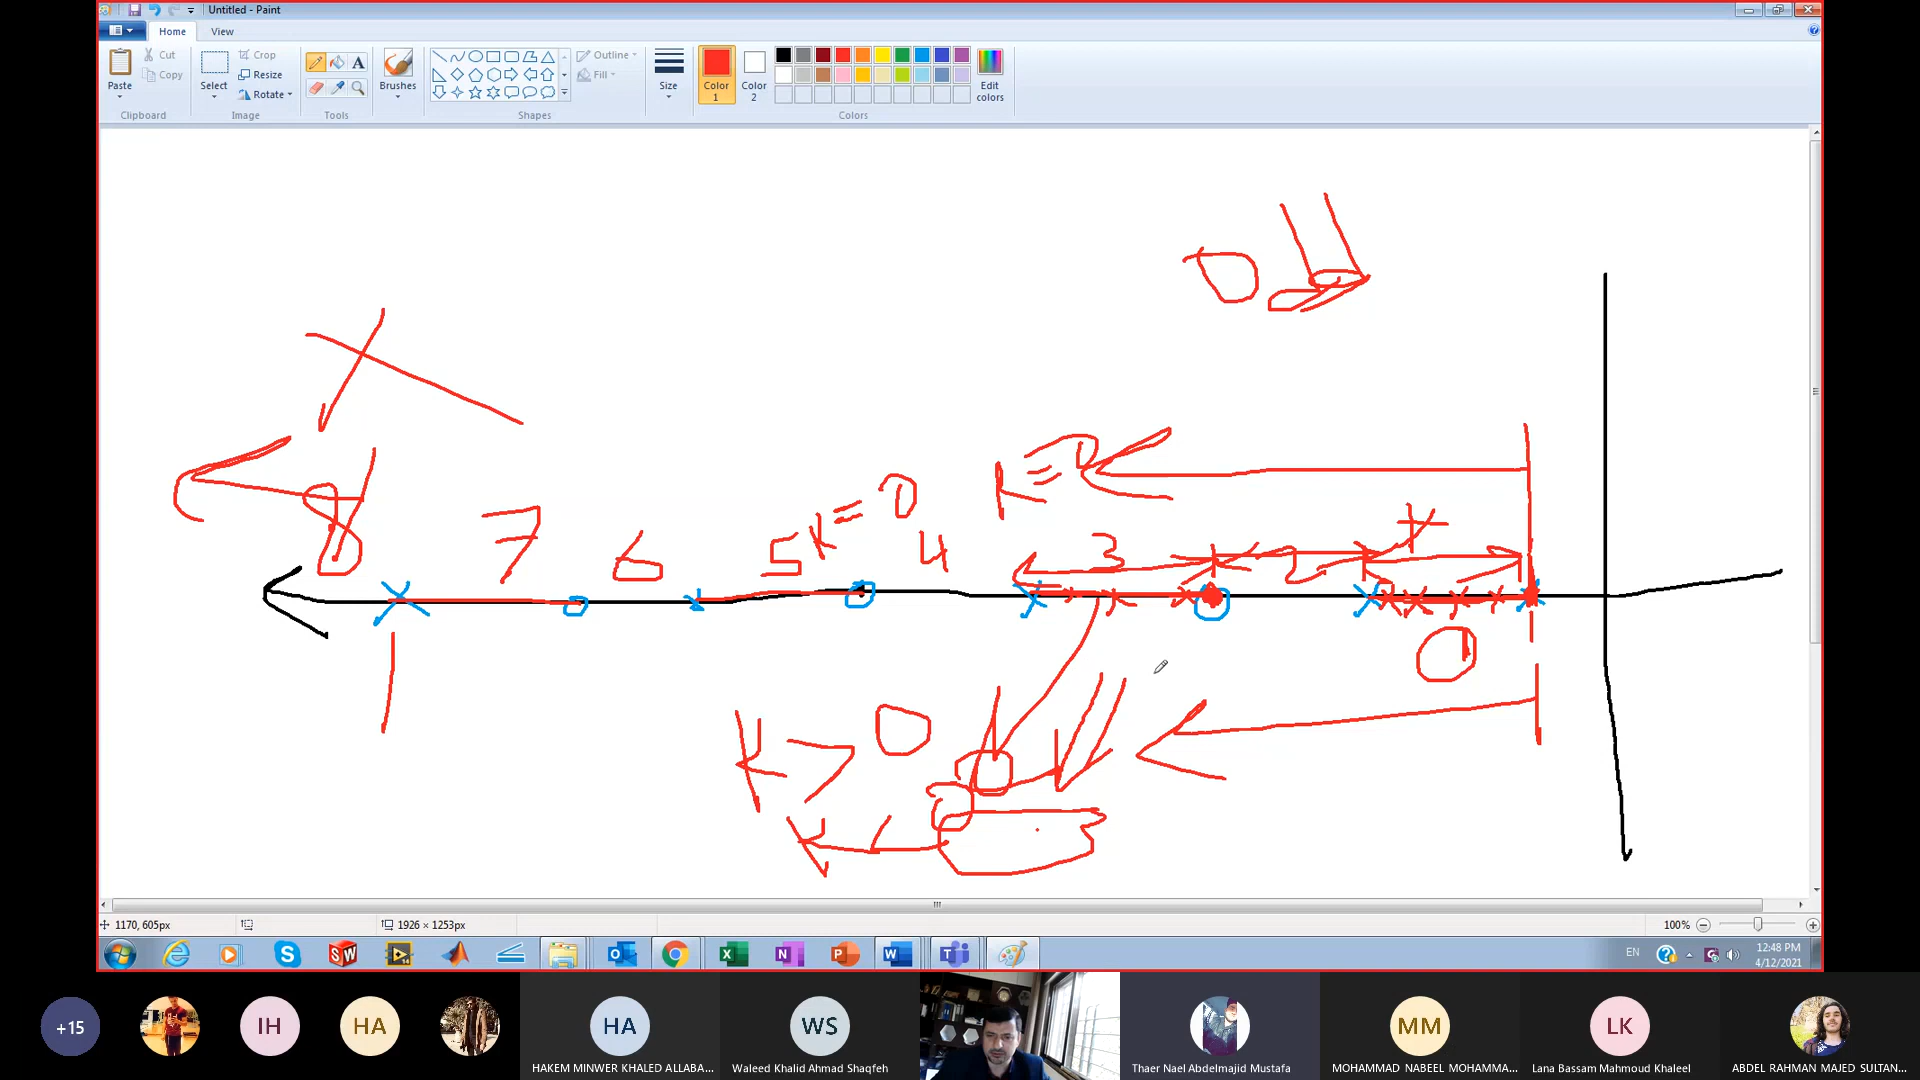 Untitled - Paint
Home
View
Paste
Cut
Copy
Clipboard
Select
Crop
Resize
Rotate
Image
Tools
Brushes
Shapes
Outline
Fill
Size
Color 1
Color 2
Edit colors
Colors
K=0
8
7
6
5
K=0
4
3
2
K>0
K<
1170, 605px
1926 × 1253px
100%
EN
12:48 PM
4/12/2021
+15
IH
HA
HA
HAKEM MINWER KHALED ALLABA...
WS
Waleed Khalid Ahmad Shaqfeh
Thaer Nael Abdelmajid Mustafa
MM
MOHAMMAD NABEEL MOHAMMA...
LK
Lana Bassam Mahmoud Khaleel
ABDEL RAHMAN MAJED SULTAN...